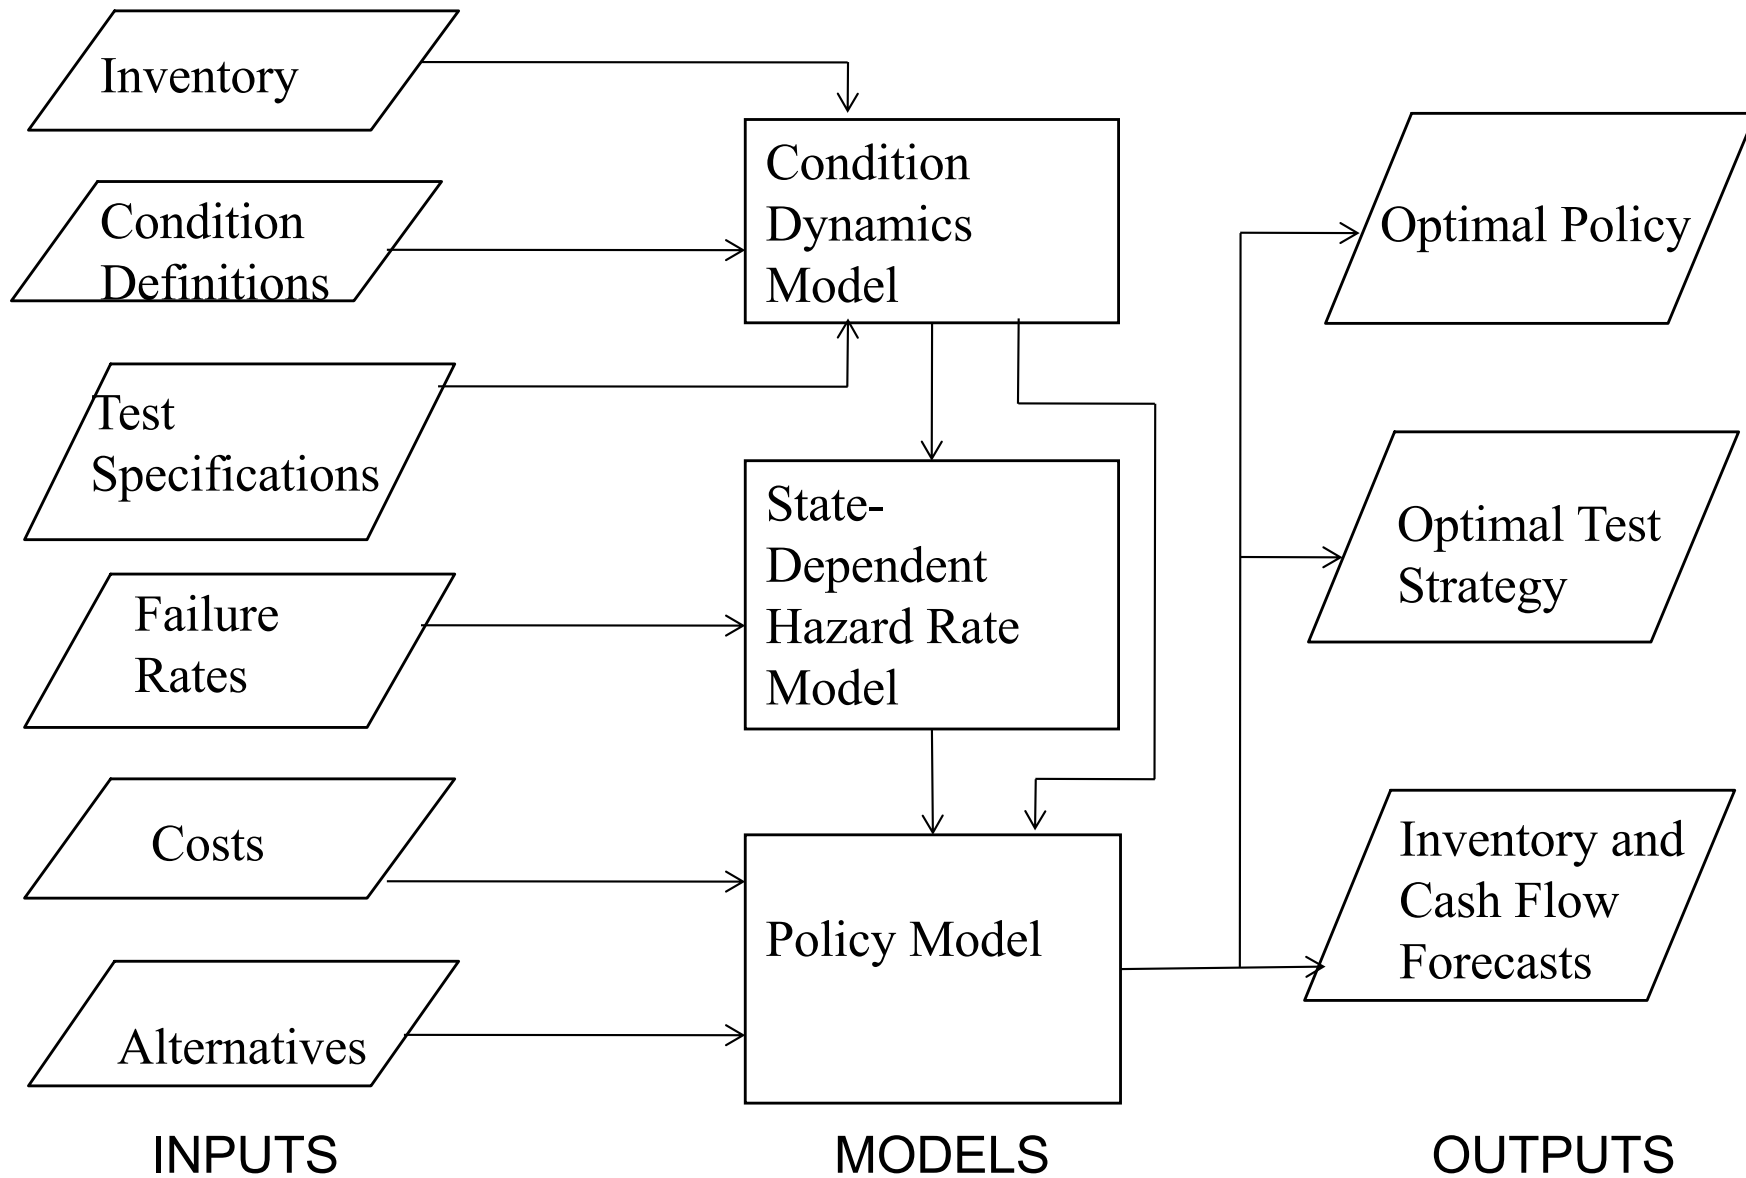 Inventory
Condition
Definitions
Test
Specifications
Failure
Rates
Costs
Alternatives
INPUTS
Condition
Dynamics
Model
State-
Dependent
Hazard Rate
Model
Policy Model
MODELS
Optimal Policy
Optimal Test
Strategy
Inventory and
Cash Flow
Forecasts
OUTPUTS